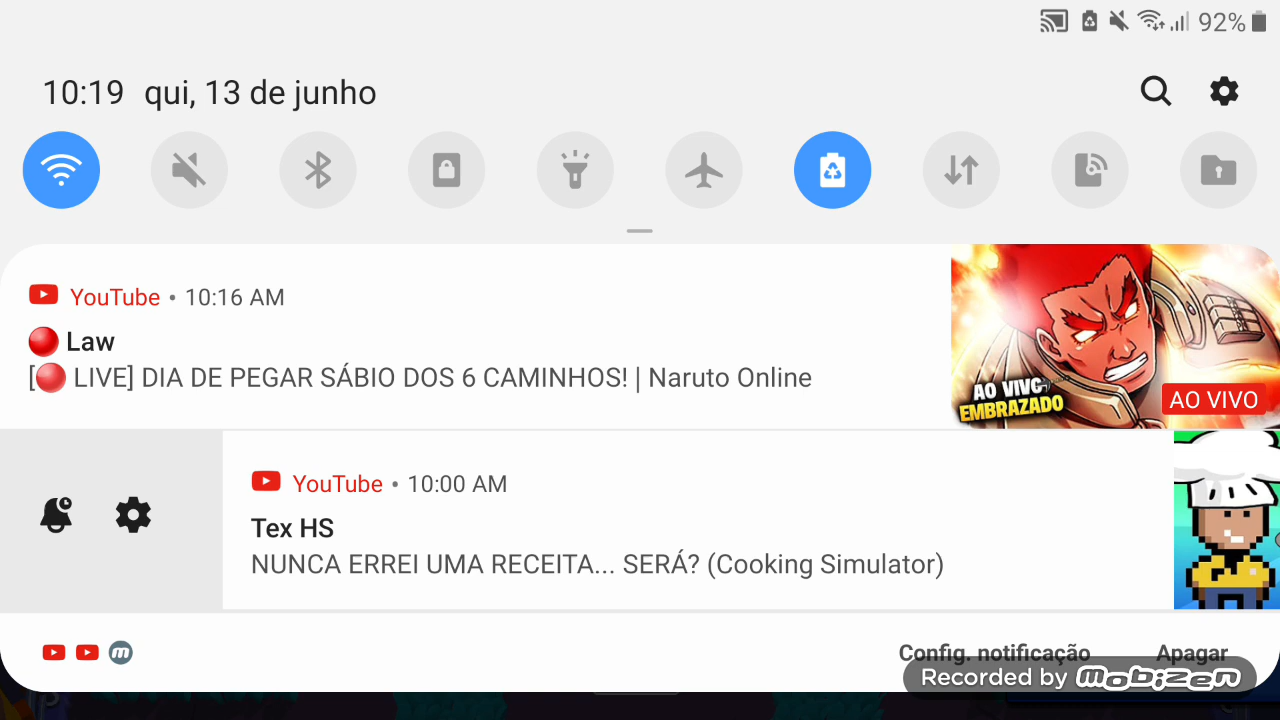 92%
10:19 qui, 13 de junho
YouTube • 10:16 AM
Law
[🔴 LIVE] DIA DE PEGAR SÁBIO DOS 6 CAMINHOS! | Naruto Online
AO VIVO
EMBRAZADO
AO VIVO
YouTube • 10:00 AM
Tex HS
NUNCA ERREI UMA RECEITA... SERÁ? (Cooking Simulator)
m
Config. notificação Apagar
Recorded by mobizen